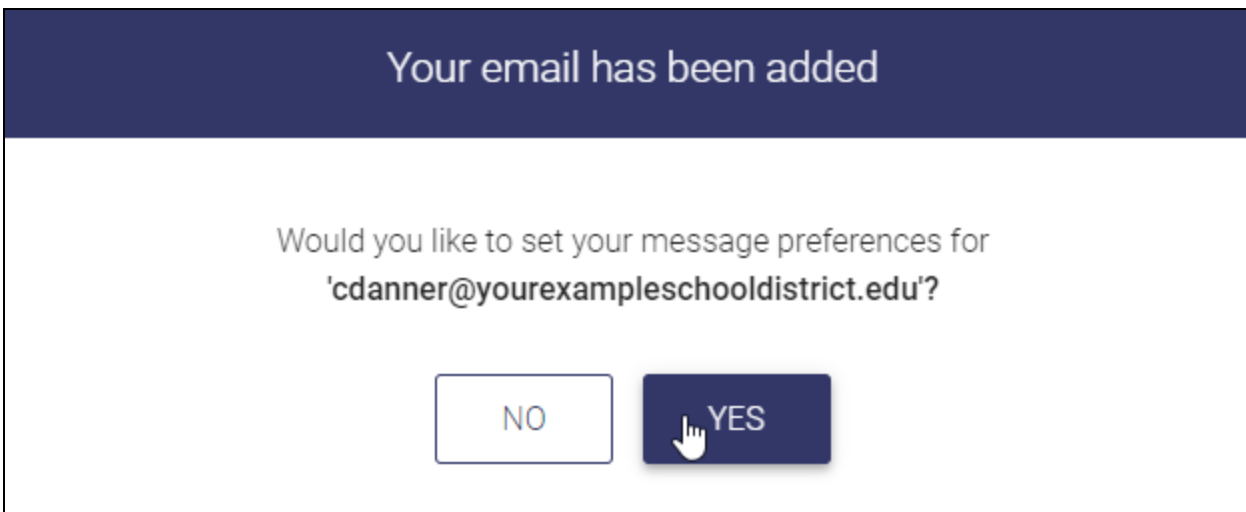 Your email has been added
Would you like to set your message preferences for
'cdanner@yourexampleschooldistrict.edu'?
NO
YES